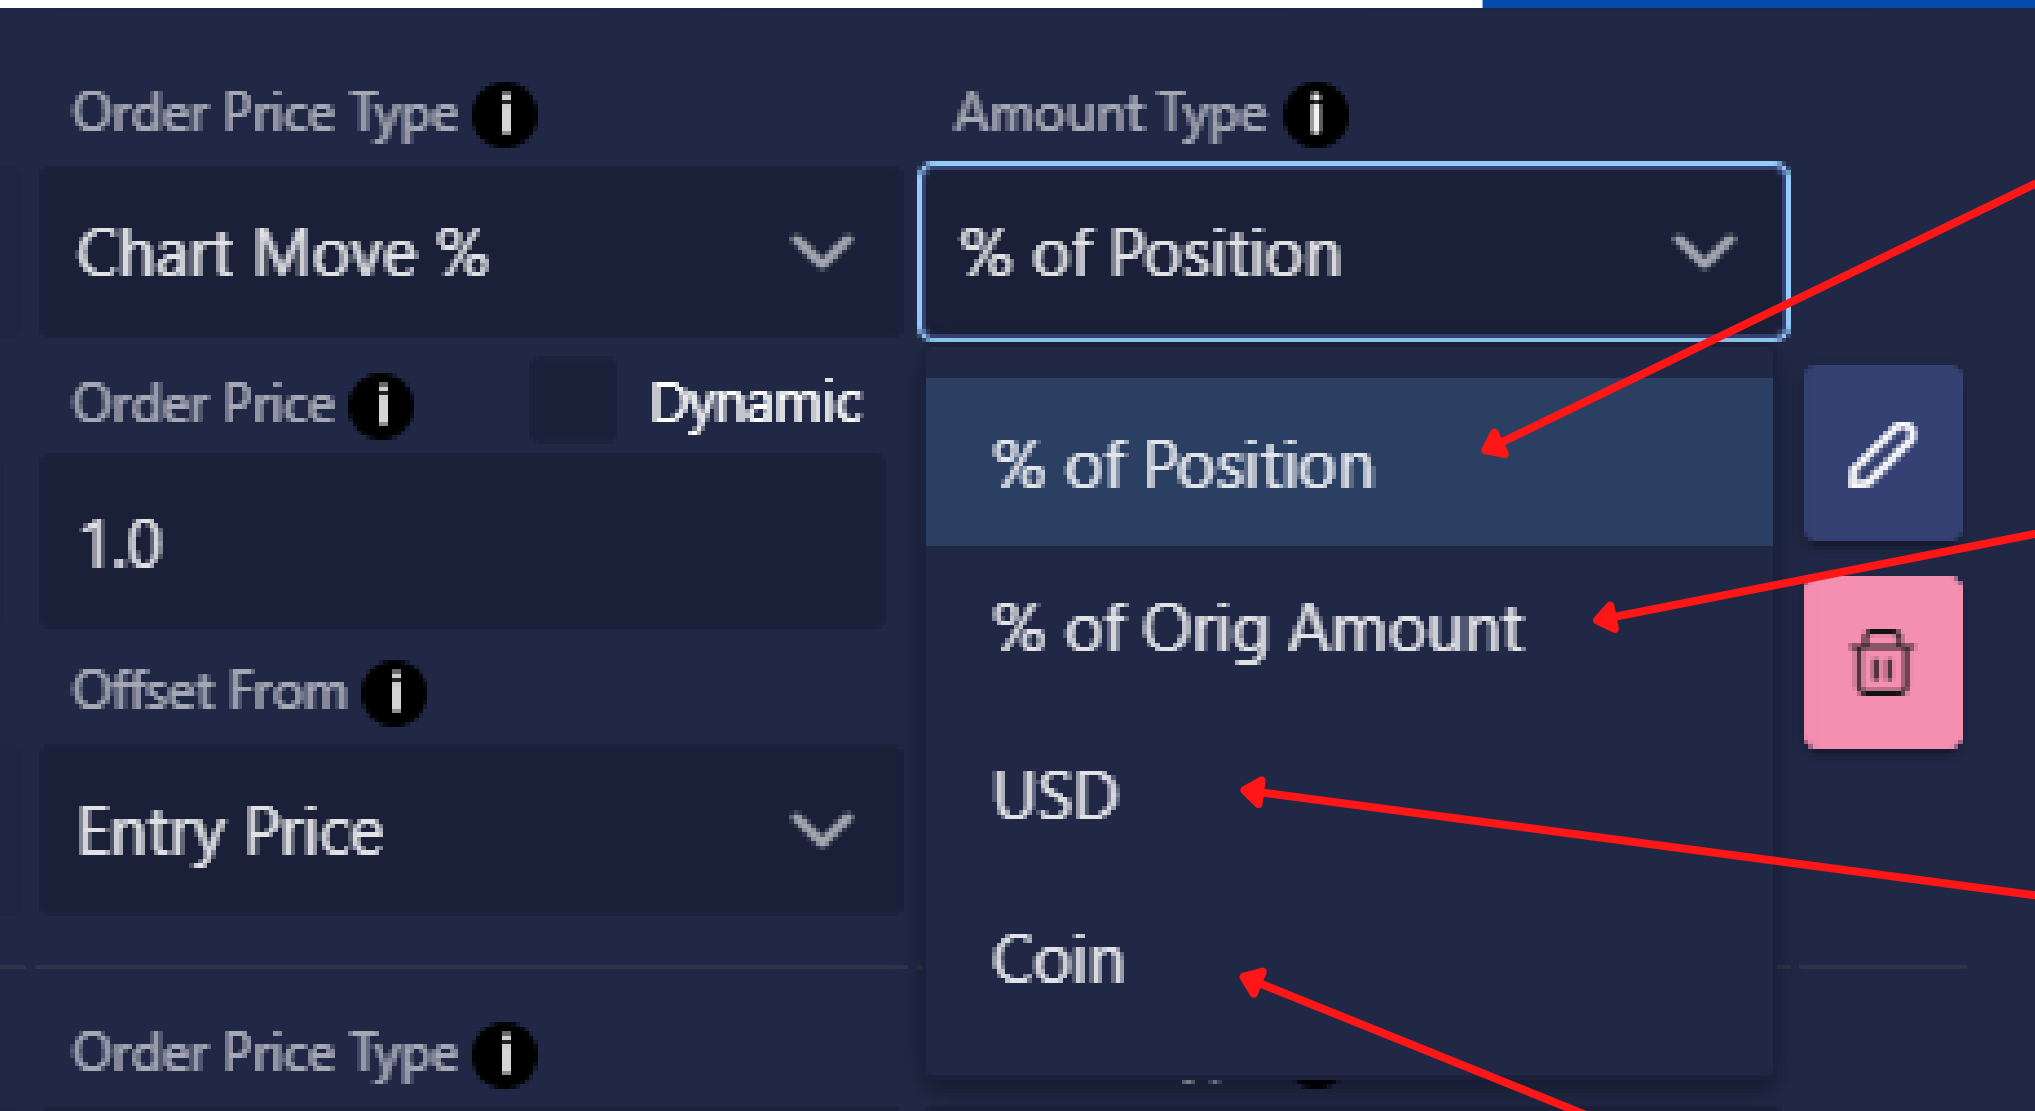 Order Price Type i
Amount Type i
Chart Move %
% of Position
Order Price i
Dynamic
% of Position
1.0
% of Orig Amount
Offset From i
USD
Entry Price
Coin
Order Price Type i